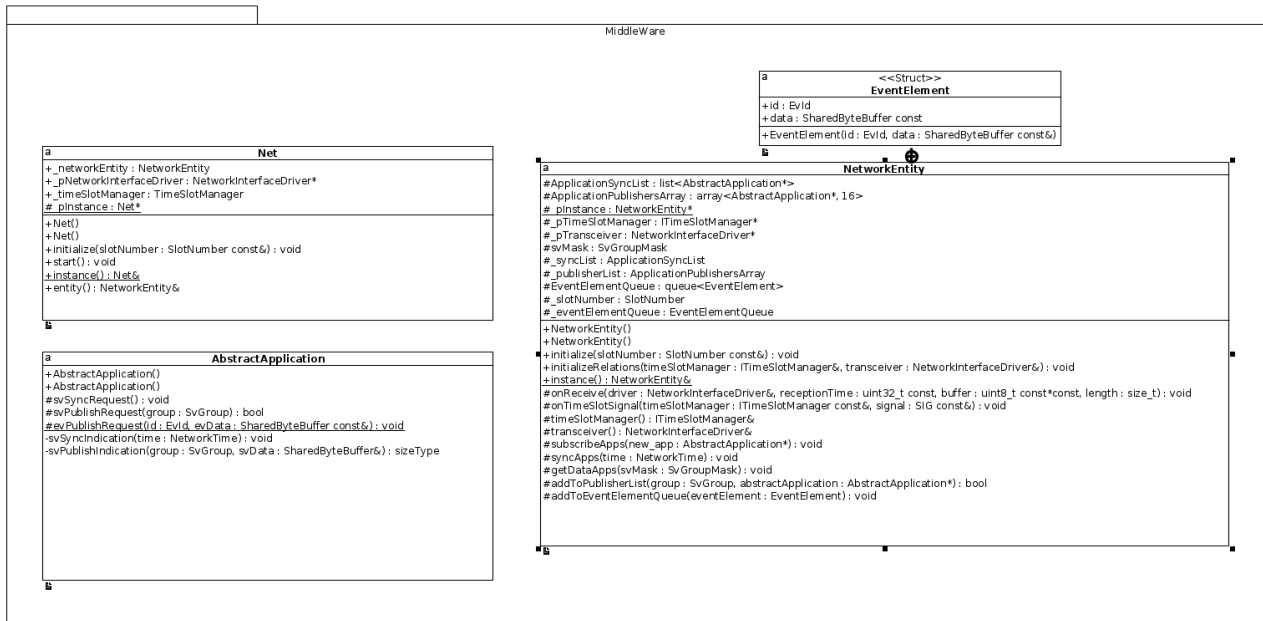 MiddleWare
a
<<Struct>>
EventElement
+id : EvId
+data : SharedByteBuffer const
+EventElement(id : EvId, data : SharedByteBuffer const&)
a
Net
+_networkEntity : NetworkEntity
+_pNetworkInterfaceDriver : NetworkInterfaceDriver*
+_timeSlotManager : TimeSlotManager
#_pInstance : Net*
+Net()
+Net()
+initialize(slotNumber : SlotNumber const&) : void
+start() : void
+instance() : Net&
+entity() : NetworkEntity&
a
AbstractApplication
+AbstractApplication()
+AbstractApplication()
#svSyncRequest() : void
#svPublishRequest(group : SvGroup) : bool
#evPublishRequest(id : EvId, evData : SharedByteBuffer const&) : void
-svSyncIndication(time : NetworkTime) : void
-svPublishIndication(group : SvGroup, svData : SharedByteBuffer&) : sizeType
a
NetworkEntity
#ApplicationSyncList : list<AbstractApplication*>
#ApplicationPublishersArray : array<AbstractApplication*, 16>
#_pInstance : NetworkEntity*
#_pTimeSlotManager : ITimeSlotManager*
#_pTransceiver : NetworkInterfaceDriver*
#svMask : SvGroupMask
#_syncList : ApplicationSyncList
#_publisherList : ApplicationPublishersArray
#EventElementQueue : queue<EventElement>
#_slotNumber : SlotNumber
#_eventElementQueue : EventElementQueue
+NetworkEntity()
+NetworkEntity()
+initialize(slotNumber : SlotNumber const&) : void
+initializeRelations(timeSlotManager : ITimeSlotManager&, transceiver : NetworkInterfaceDriver&) : void
+instance() : NetworkEntity&
#onReceive(driver : NetworkInterfaceDriver&, receptionTime : uint32_t const, buffer : uint8_t const*const, length : size_t) : void
#onTimeSlotSignal(timeSlotManager : ITimeSlotManager const&, signal : SIG const&) : void
#timeSlotManager() : ITimeSlotManager&
#transceiver() : NetworkInterfaceDriver&
#subscribeApps(new_app : AbstractApplication*) : void
#syncApps(time : NetworkTime) : void
#getDataApps(svMask : SvGroupMask) : void
#addToPublisherList(group : SvGroup, abstractApplication : AbstractApplication*) : bool
#addToEventElementQueue(eventElement : EventElement) : void